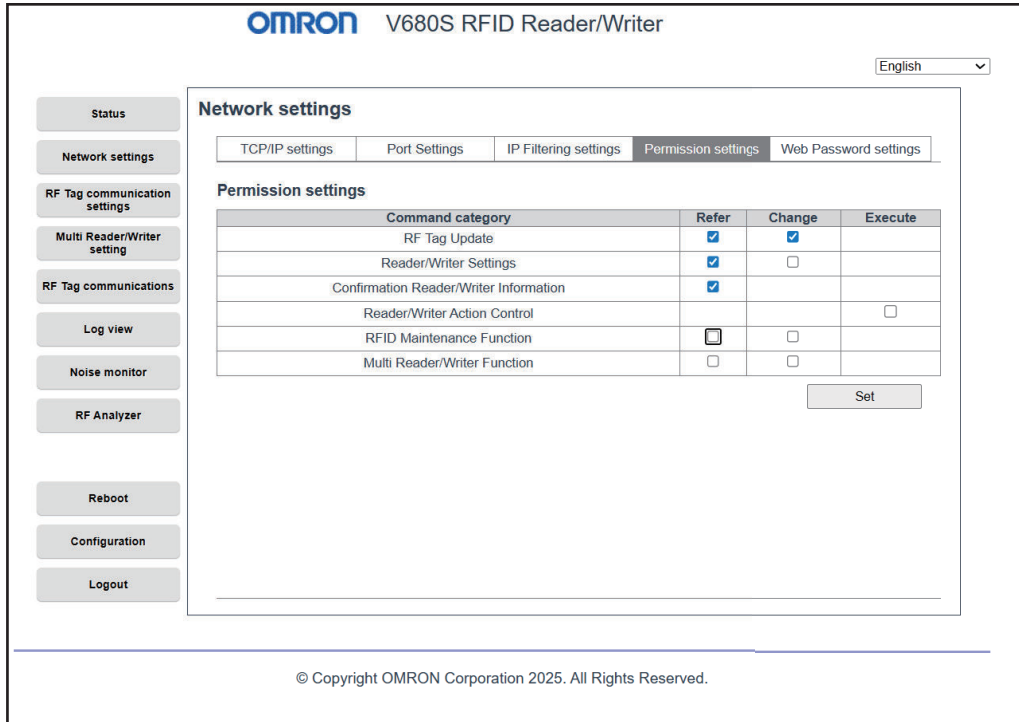 OMRON V680S RFID Reader/Writer
English
Status
Network settings
RF Tag communication
settings
Multi Reader/Writer
setting
RF Tag communications
Log view
Noise monitor
RF Analyzer
Reboot
Configuration
Logout
Network settings
TCP/IP settings Port Settings IP Filtering settings Permission settings Web Password settings
Permission settings
Command category Refer Change Execute
RF Tag Update
Reader/Writer Settings
Confirmation Reader/Writer Information
Reader/Writer Action Control
RFID Maintenance Function
Multi Reader/Writer Function
Set
© Copyright OMRON Corporation 2025. All Rights Reserved.